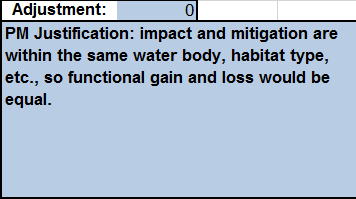 Adjustment: 0
PM Justification: impact and mitigation are
within the same water body, habitat type,
etc., so functional gain and loss would be
equal.